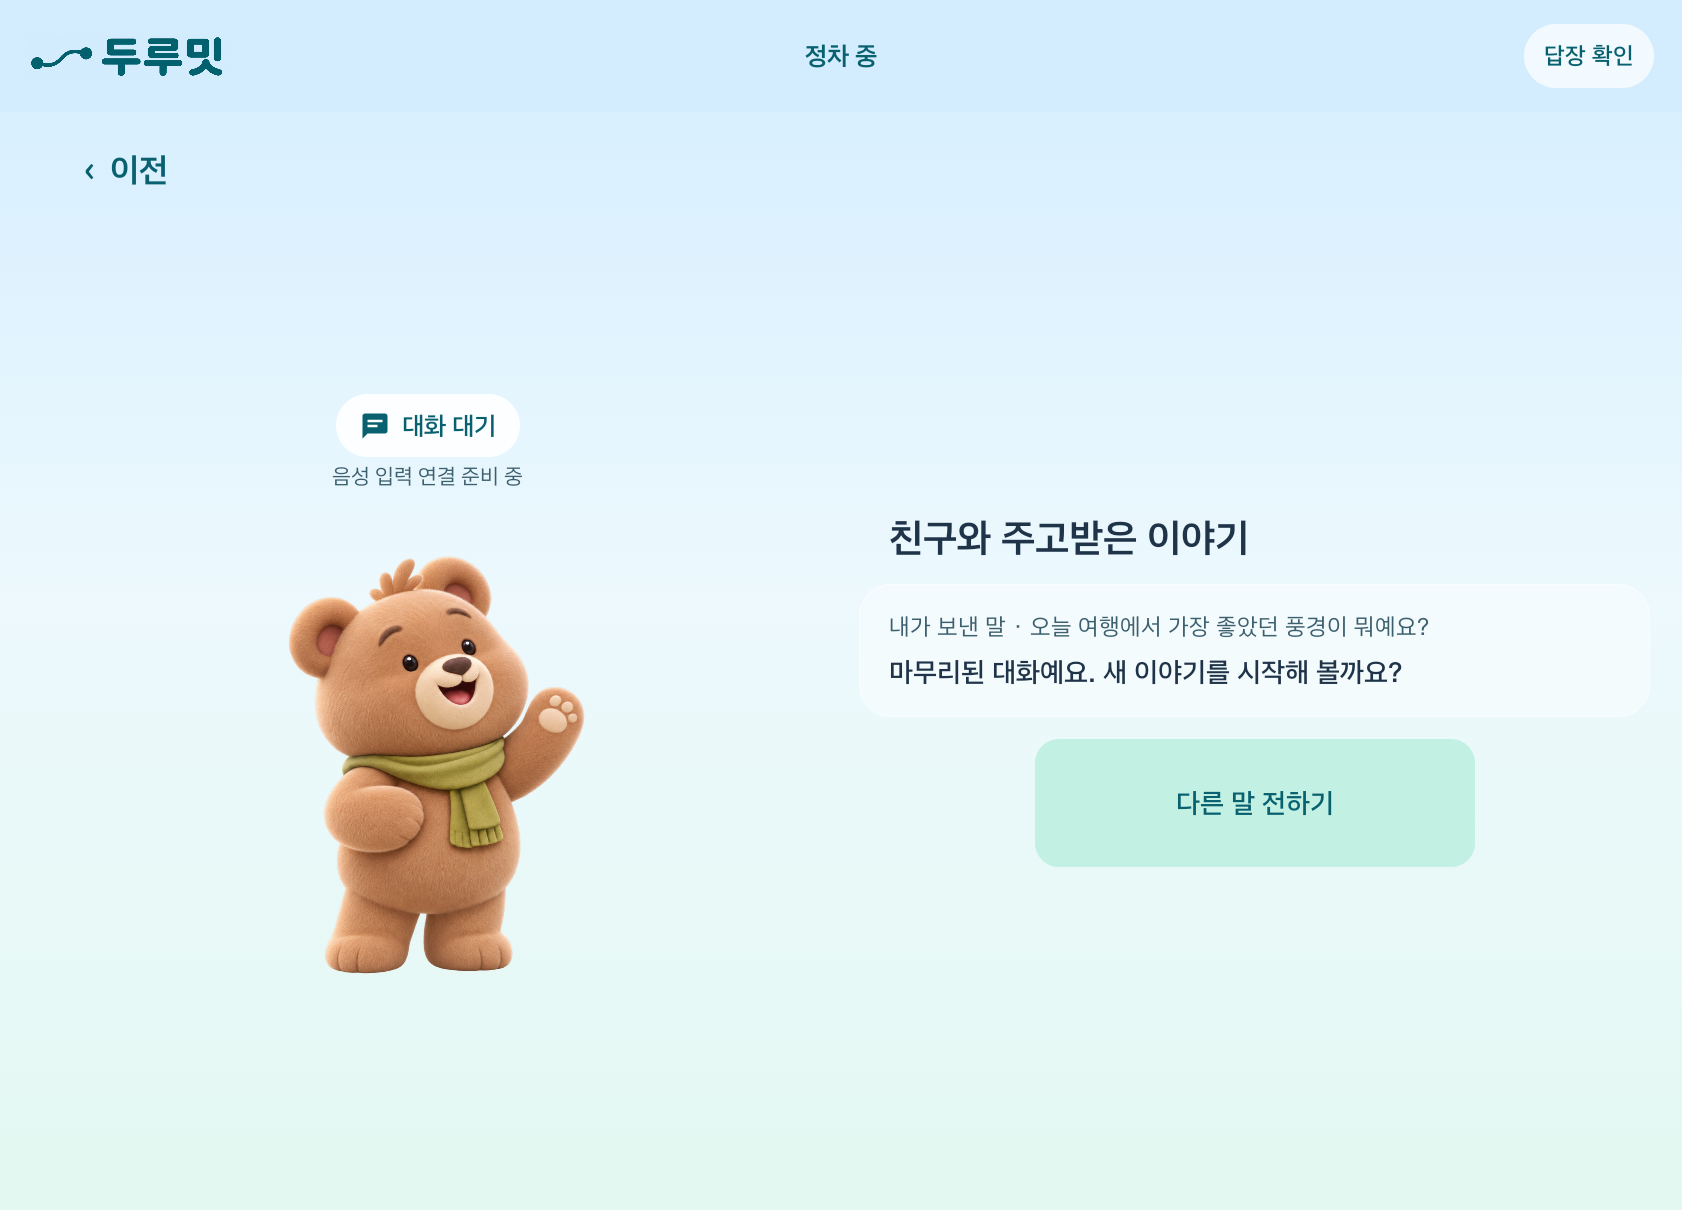 두루밋
정차 중
답장 확인
이전
대화 대기
음성 입력 연결 준비 중
친구와 주고받은 이야기
내가 보낸 말 · 오늘 여행에서 가장 좋았던 풍경이 뭐예요?
마무리된 대화예요. 새 이야기를 시작해 볼까요?
다른 말 전하기